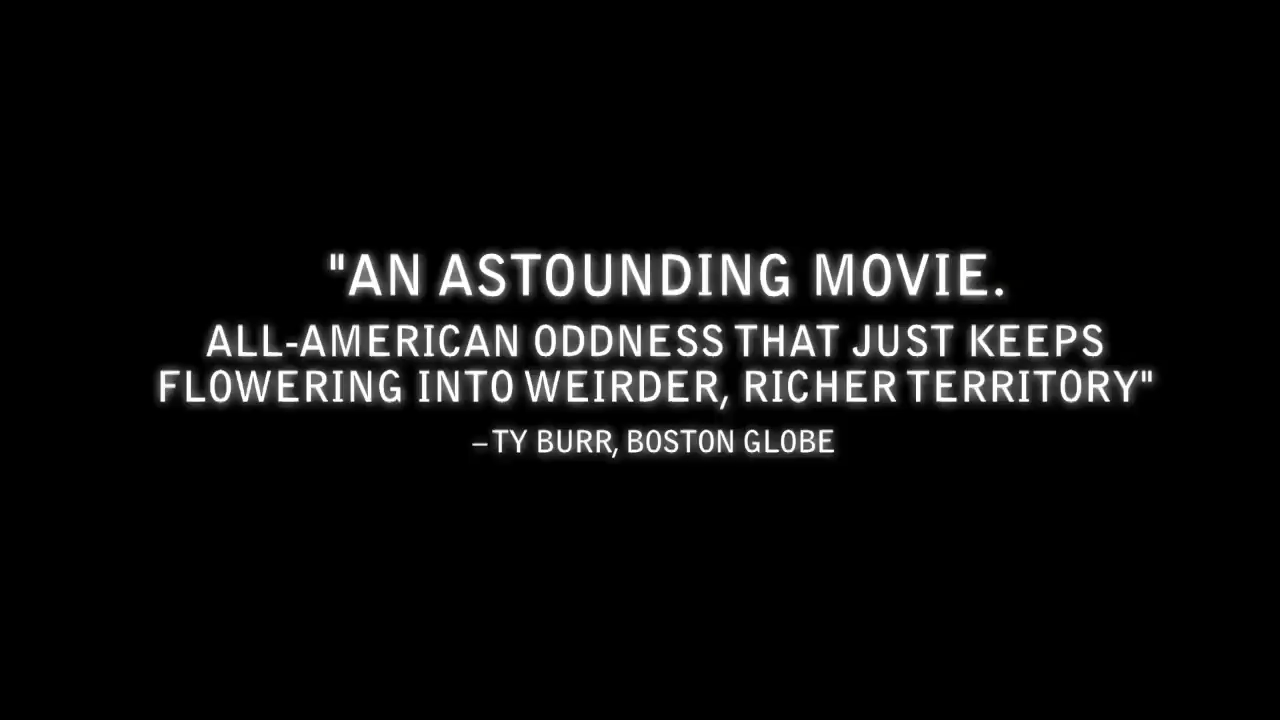 "AN ASTOUNDING MOVIE.
ALL-AMERICAN ODDNESS THAT JUST KEEPS
FLOWERING INTO WEIRDER, RICHER TERRITORY"
–TY BURR, BOSTON GLOBE